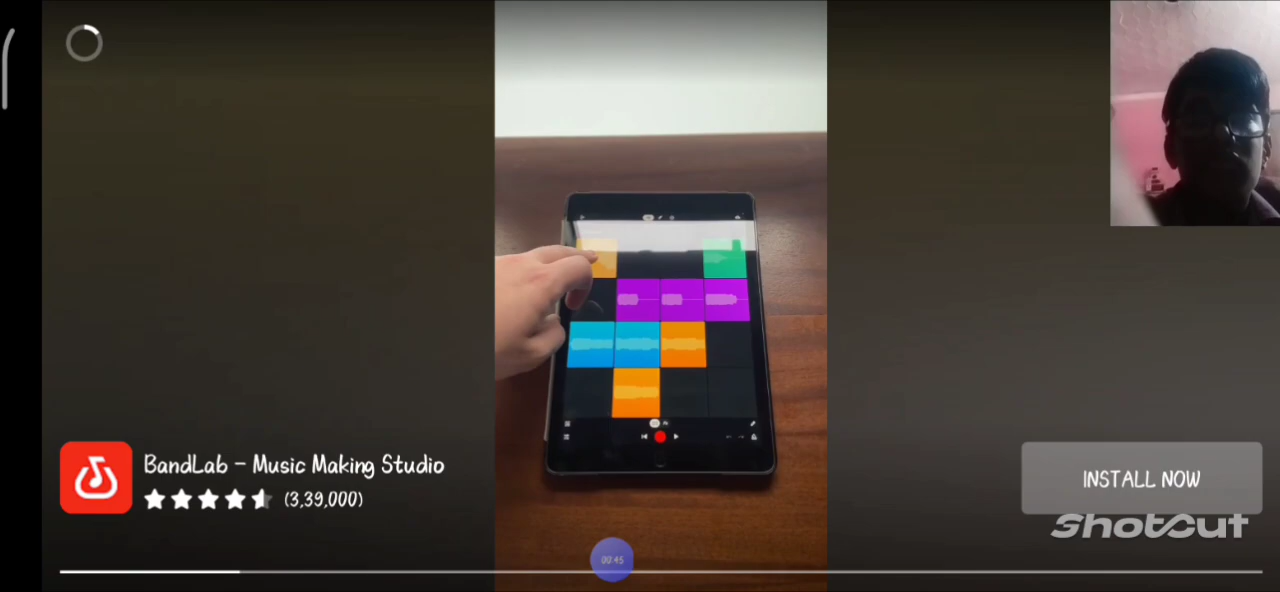 BandLab - Music Making Studio
(3,39,000)
INSTALL NOW
ShotCut
00:45